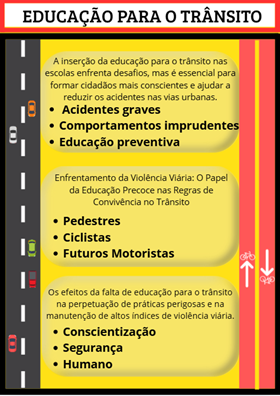 EDUCAÇÃO PARA O TRÂNSITO
A inserção da educação para o trânsito nas
escolas enfrenta desafios, mas é essencial para
formar cidadãos mais conscientes e ajudar a
reduzir os acidentes nas vias urbanas.
• Acidentes graves
• Comportamentos imprudentes
• Educação preventiva
Enfrentamento da Violência Viária: O Papel
da Educação Precoce nas Regras de
Convivência no Trânsito
• Pedestres
• Ciclistas
• Futuros Motoristas
Os efeitos da falta de educação para o trânsito
na perpetuação de práticas perigosas e na
manutenção de altos índices de violência viária.
• Conscientização
• Segurança
• Humano